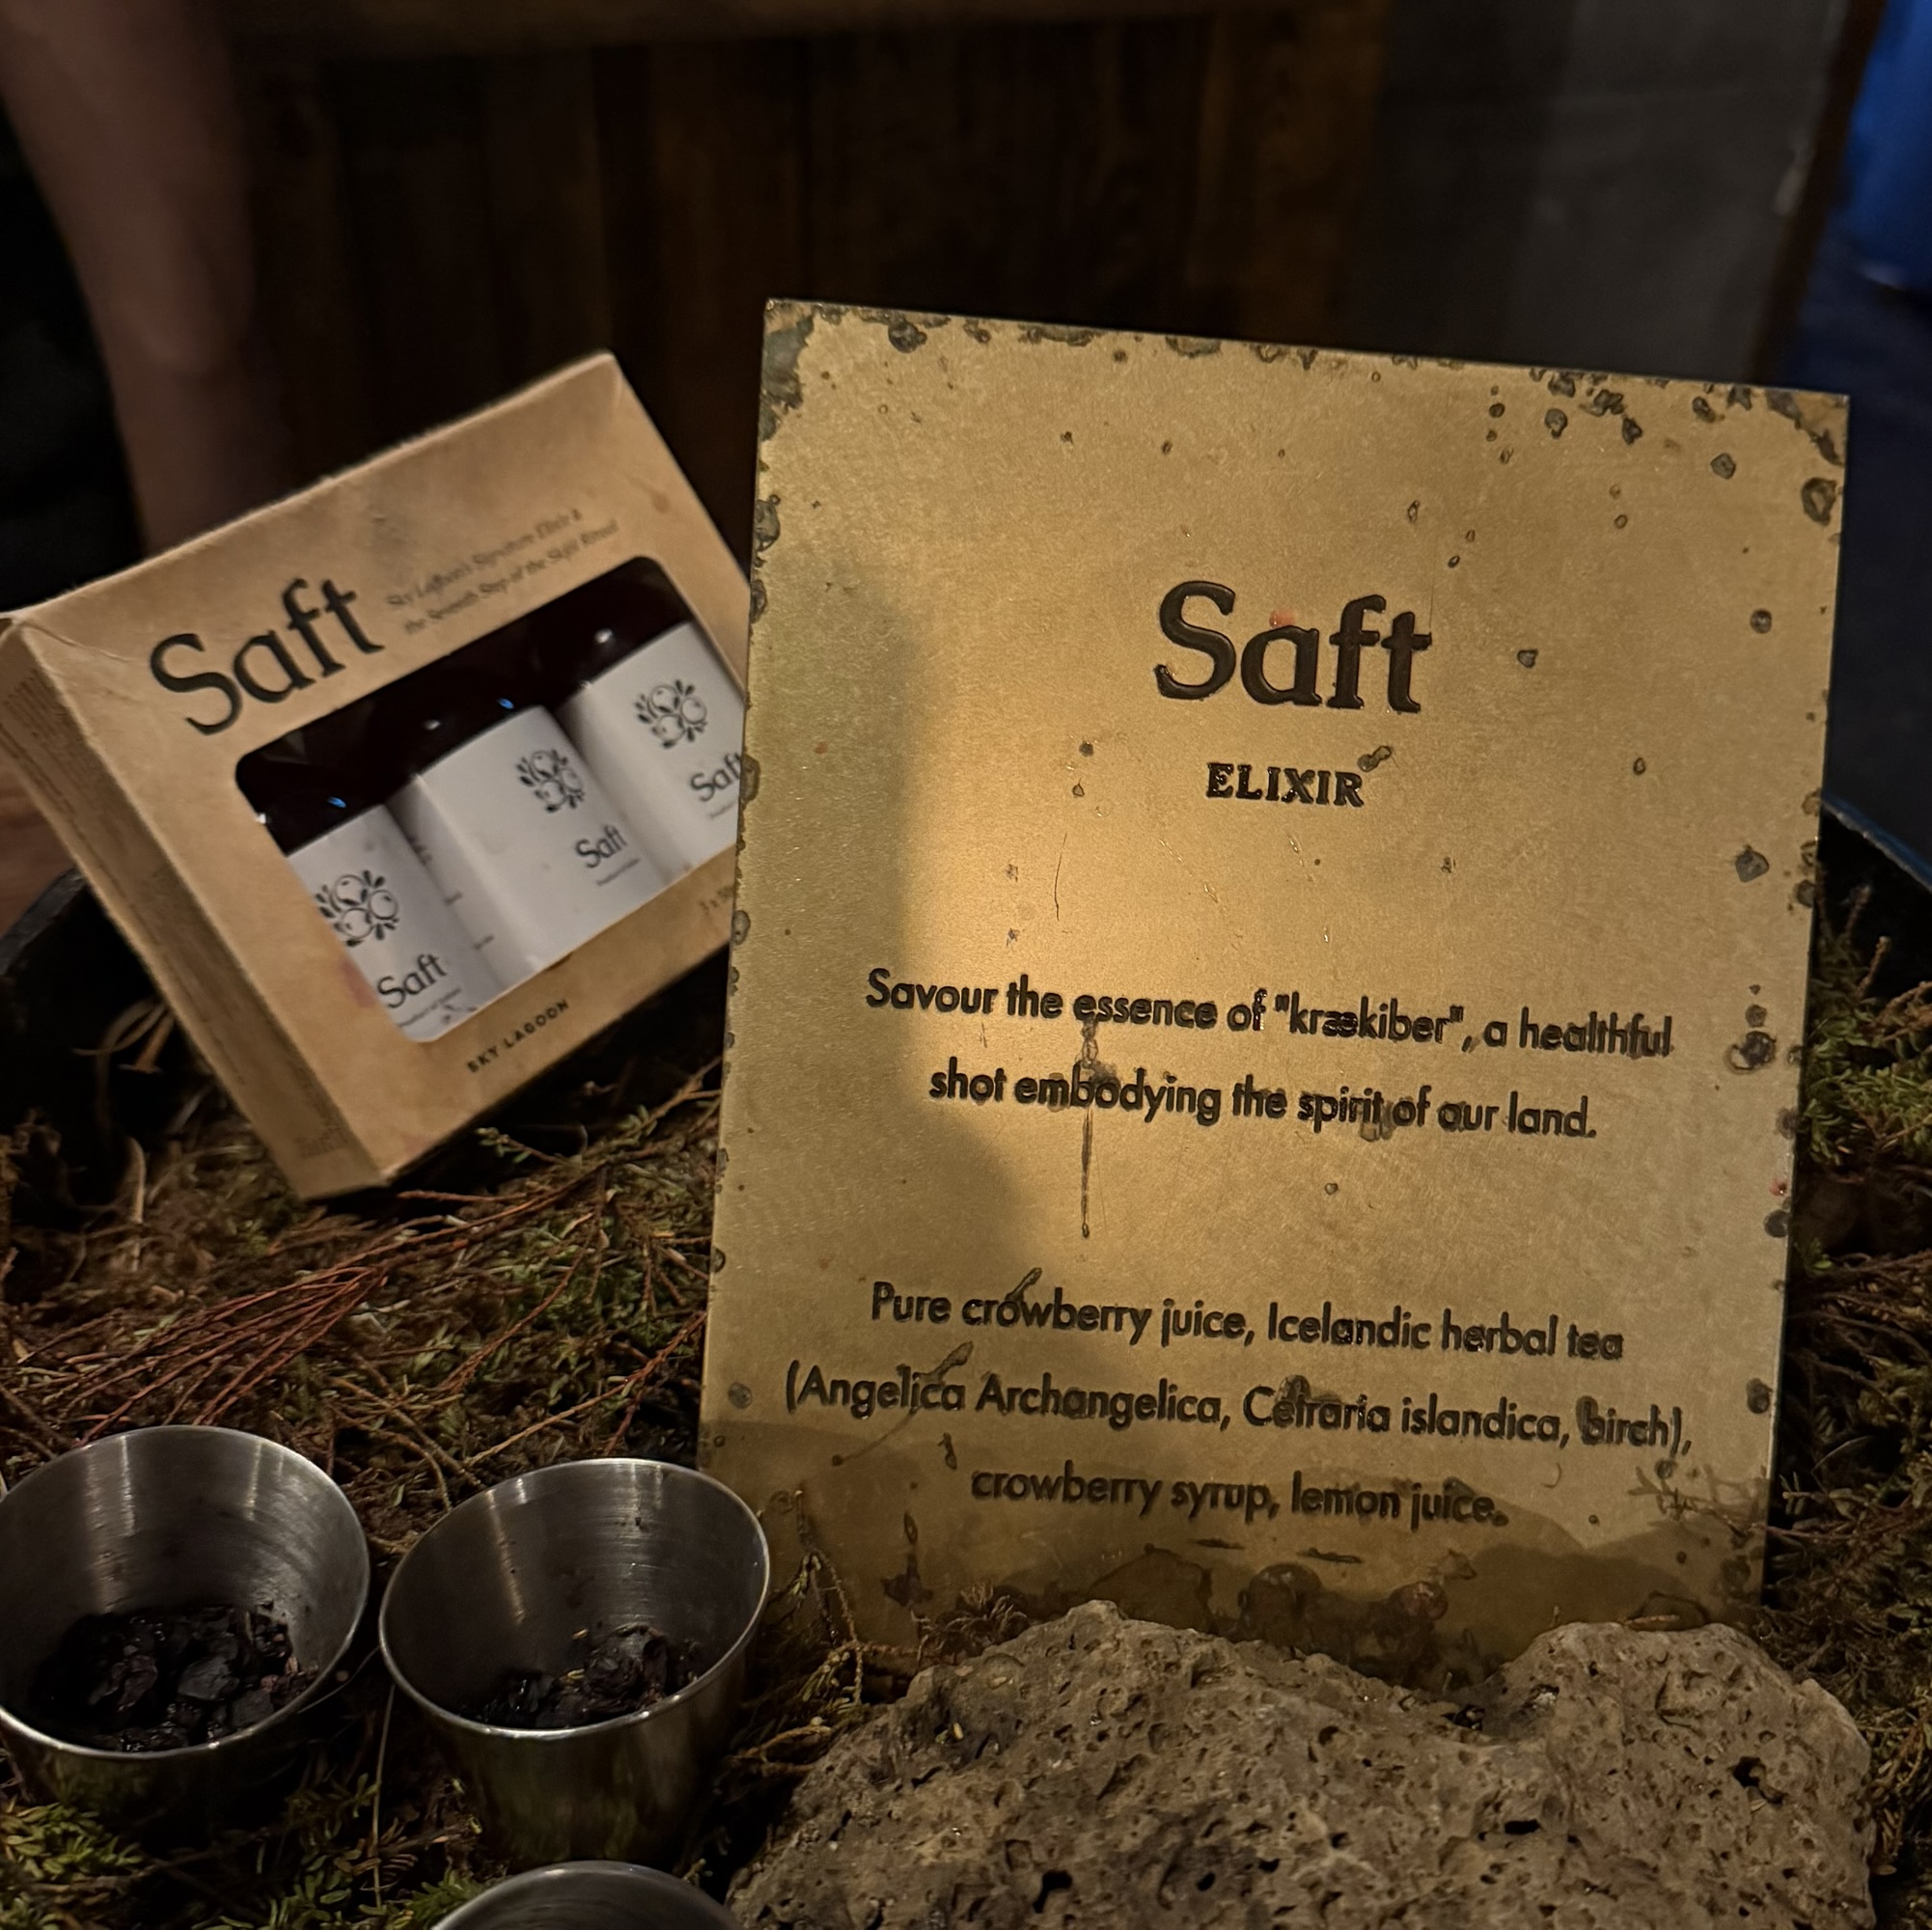 Saft
Sky Lagoon's Signature Elixir &
the Seventh Step of the Skjól Ritual
Saft
Saft
Saft
SKY LAGOON
Saft
ELIXIR
Savour the essence of "krækiber", a healthful
shot embodying the spirit of our land.
Pure crowberry juice, Icelandic herbal tea
(Angelica Archangelica, Cetraria islandica, birch),
crowberry syrup, lemon juice.